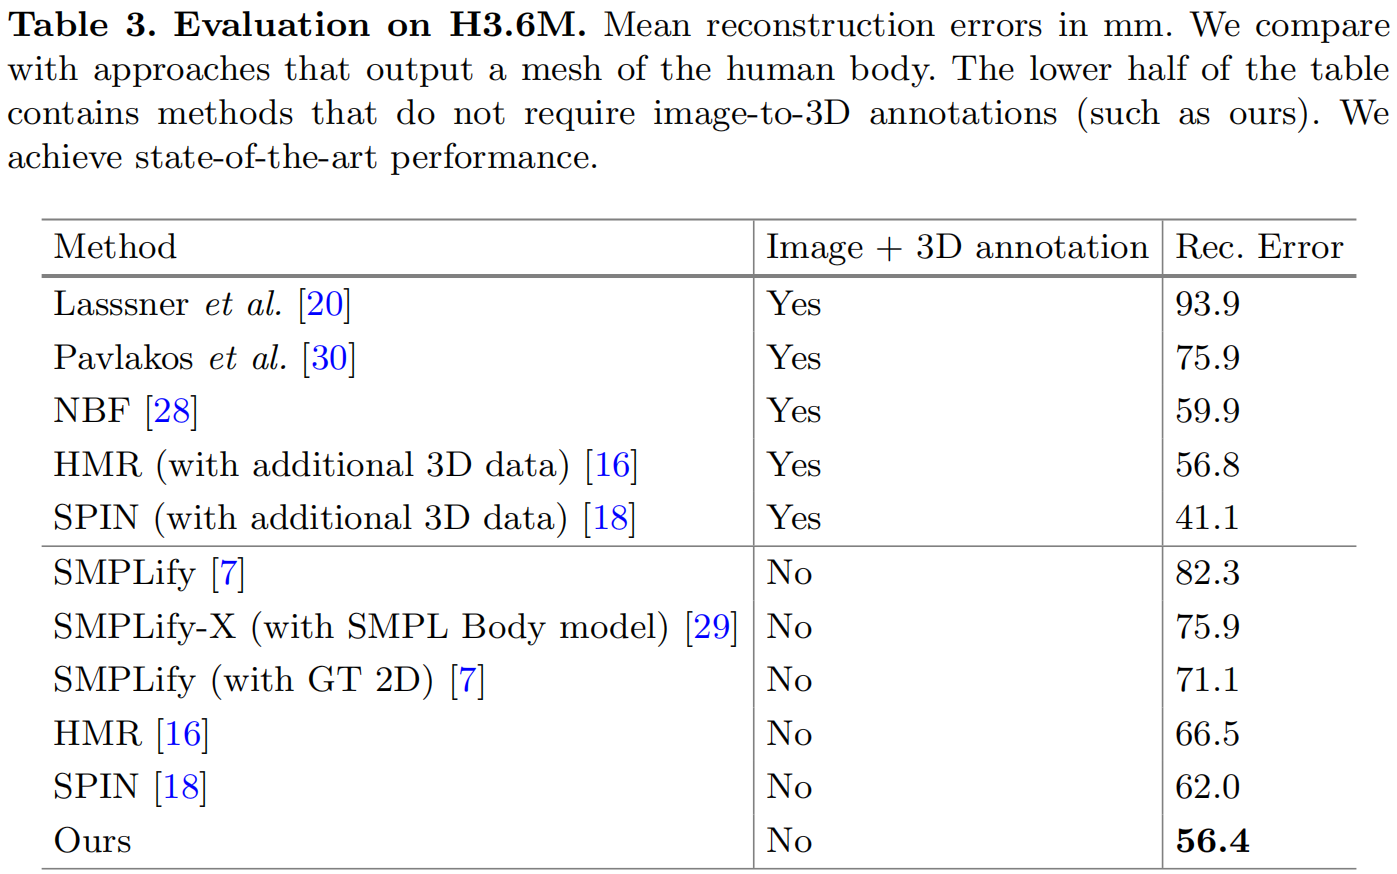 Table 3. Evaluation on H3.6M. Mean reconstruction errors in mm. We compare
with approaches that output a mesh of the human body. The lower half of the table
contains methods that do not require image-to-3D annotations (such as ours). We
achieve state-of-the-art performance.
Method Image + 3D annotation Rec. Error
Lasssner et al. [20] Yes 93.9
Pavlakos et al. [30] Yes 75.9
NBF [28] Yes 59.9
HMR (with additional 3D data) [16] Yes 56.8
SPIN (with additional 3D data) [18] Yes 41.1
SMPLify [7] No 82.3
SMPLify-X (with SMPL Body model) [29] No 75.9
SMPLify (with GT 2D) [7] No 71.1
HMR [16] No 66.5
SPIN [18] No 62.0
Ours No 56.4